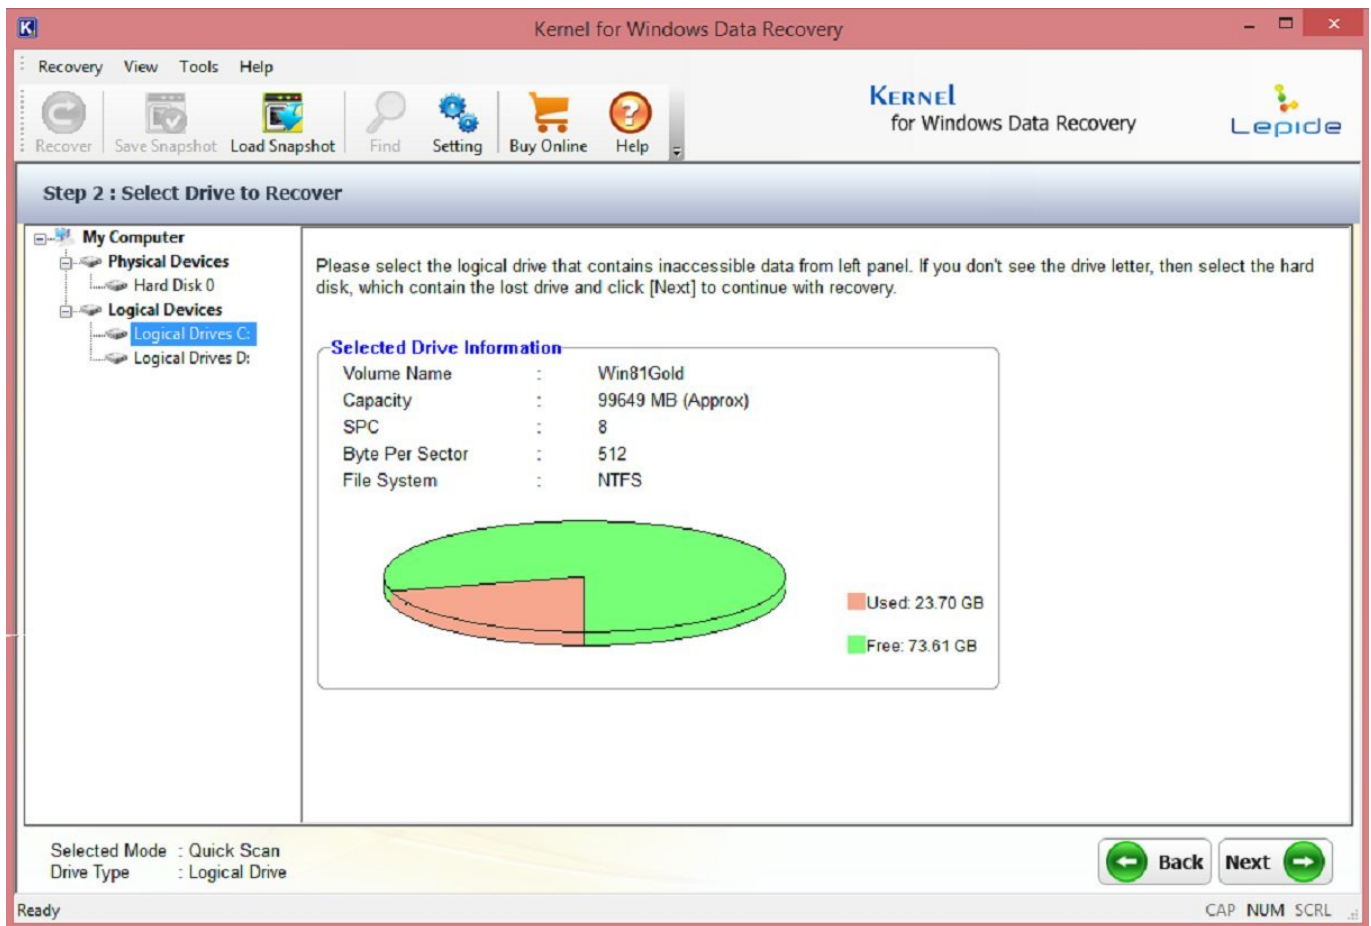 K
Kernel for Windows Data Recovery
Recovery View Tools Help
Recover Save Snapshot Load Snapshot Find Setting Buy Online Help
KERNEL
for Windows Data Recovery
Lepide
Step 2 : Select Drive to Recover
My Computer
Physical Devices
Hard Disk 0
Logical Devices
Logical Drives C:
Logical Drives D:
Please select the logical drive that contains inaccessible data from left panel. If you don't see the drive letter, then select the hard
disk, which contain the lost drive and click [Next] to continue with recovery.
Selected Drive Information
Volume Name : Win81Gold
Capacity : 99649 MB (Approx)
SPC : 8
Byte Per Sector : 512
File System : NTFS
Used: 23.70 GB
Free: 73.61 GB
Selected Mode : Quick Scan
Drive Type : Logical Drive
Back Next
Ready
CAP NUM SCRL